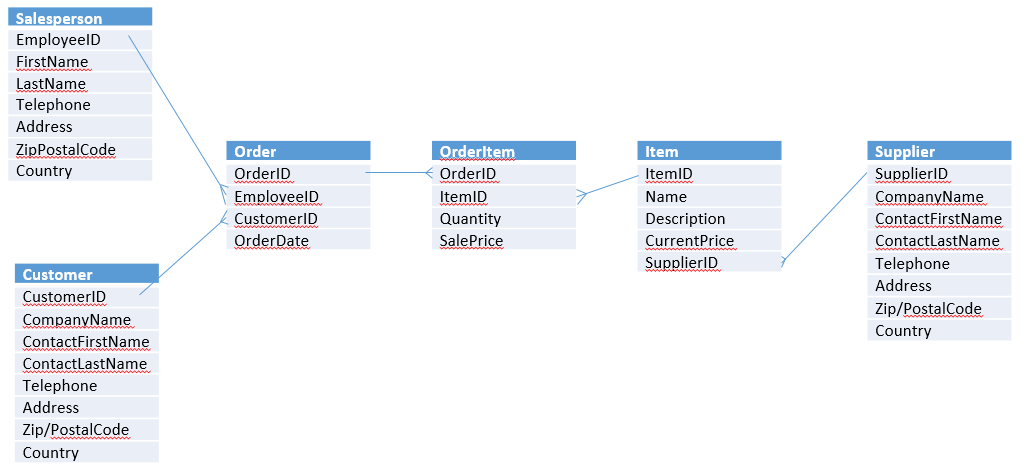 Salesperson
EmployeeID
FirstName
LastName
Telephone
Address
ZipPostalCode
Country
Customer
CustomerID
CompanyName
ContactFirstName
ContactLastName
Telephone
Address
Zip/PostalCode
Country
Order
OrderID
EmployeeID
CustomerID
OrderDate
OrderItem
OrderID
ItemID
Quantity
SalePrice
Item
ItemID
Name
Description
CurrentPrice
SupplierID
Supplier
SupplierID
CompanyName
ContactFirstName
ContactLastName
Telephone
Address
Zip/PostalCode
Country